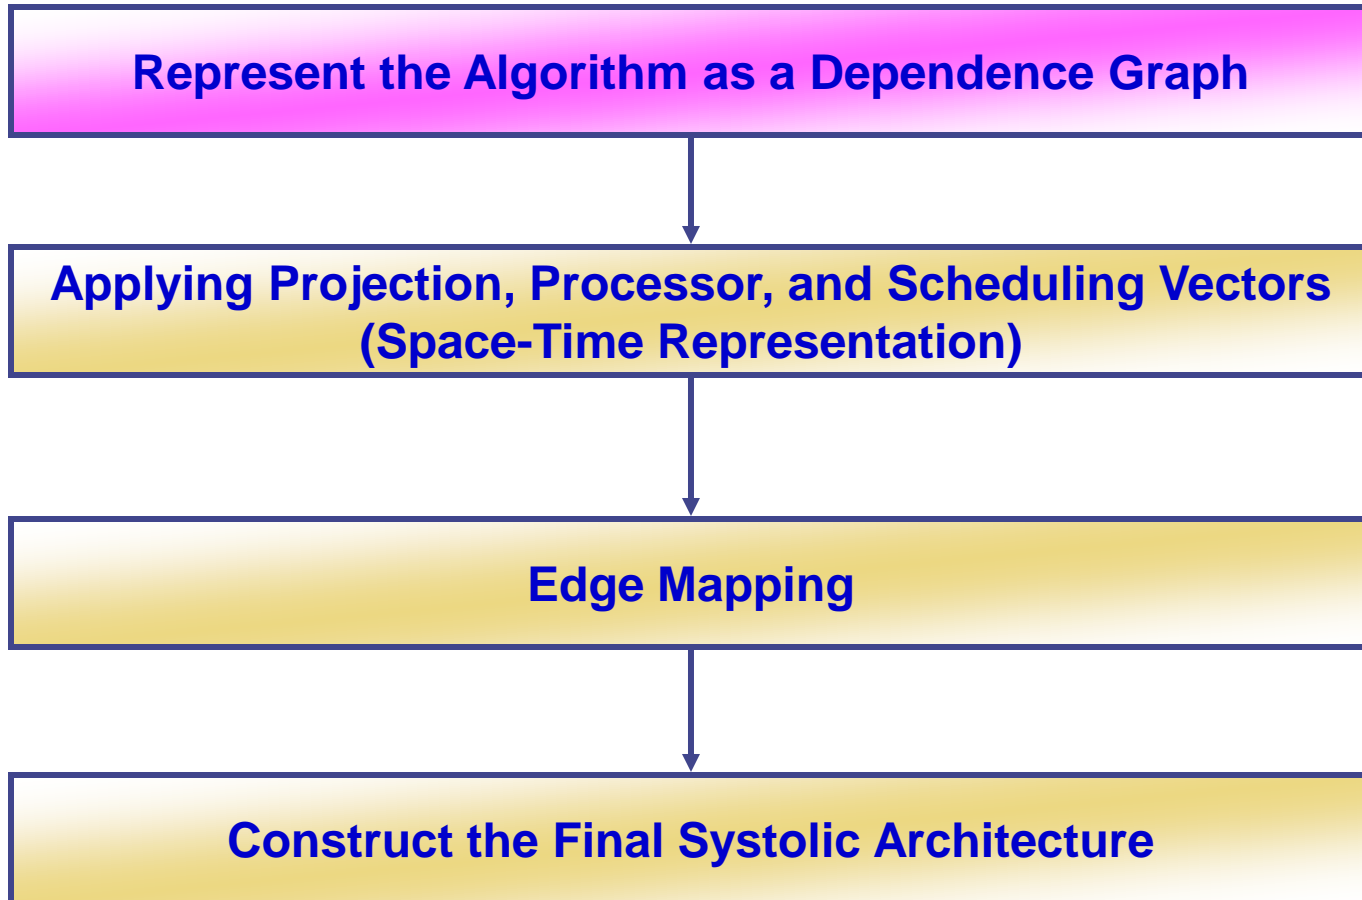 Represent the Algorithm as a Dependence Graph
Applying Projection, Processor, and Scheduling Vectors
(Space-Time Representation)
Edge Mapping
Construct the Final Systolic Architecture